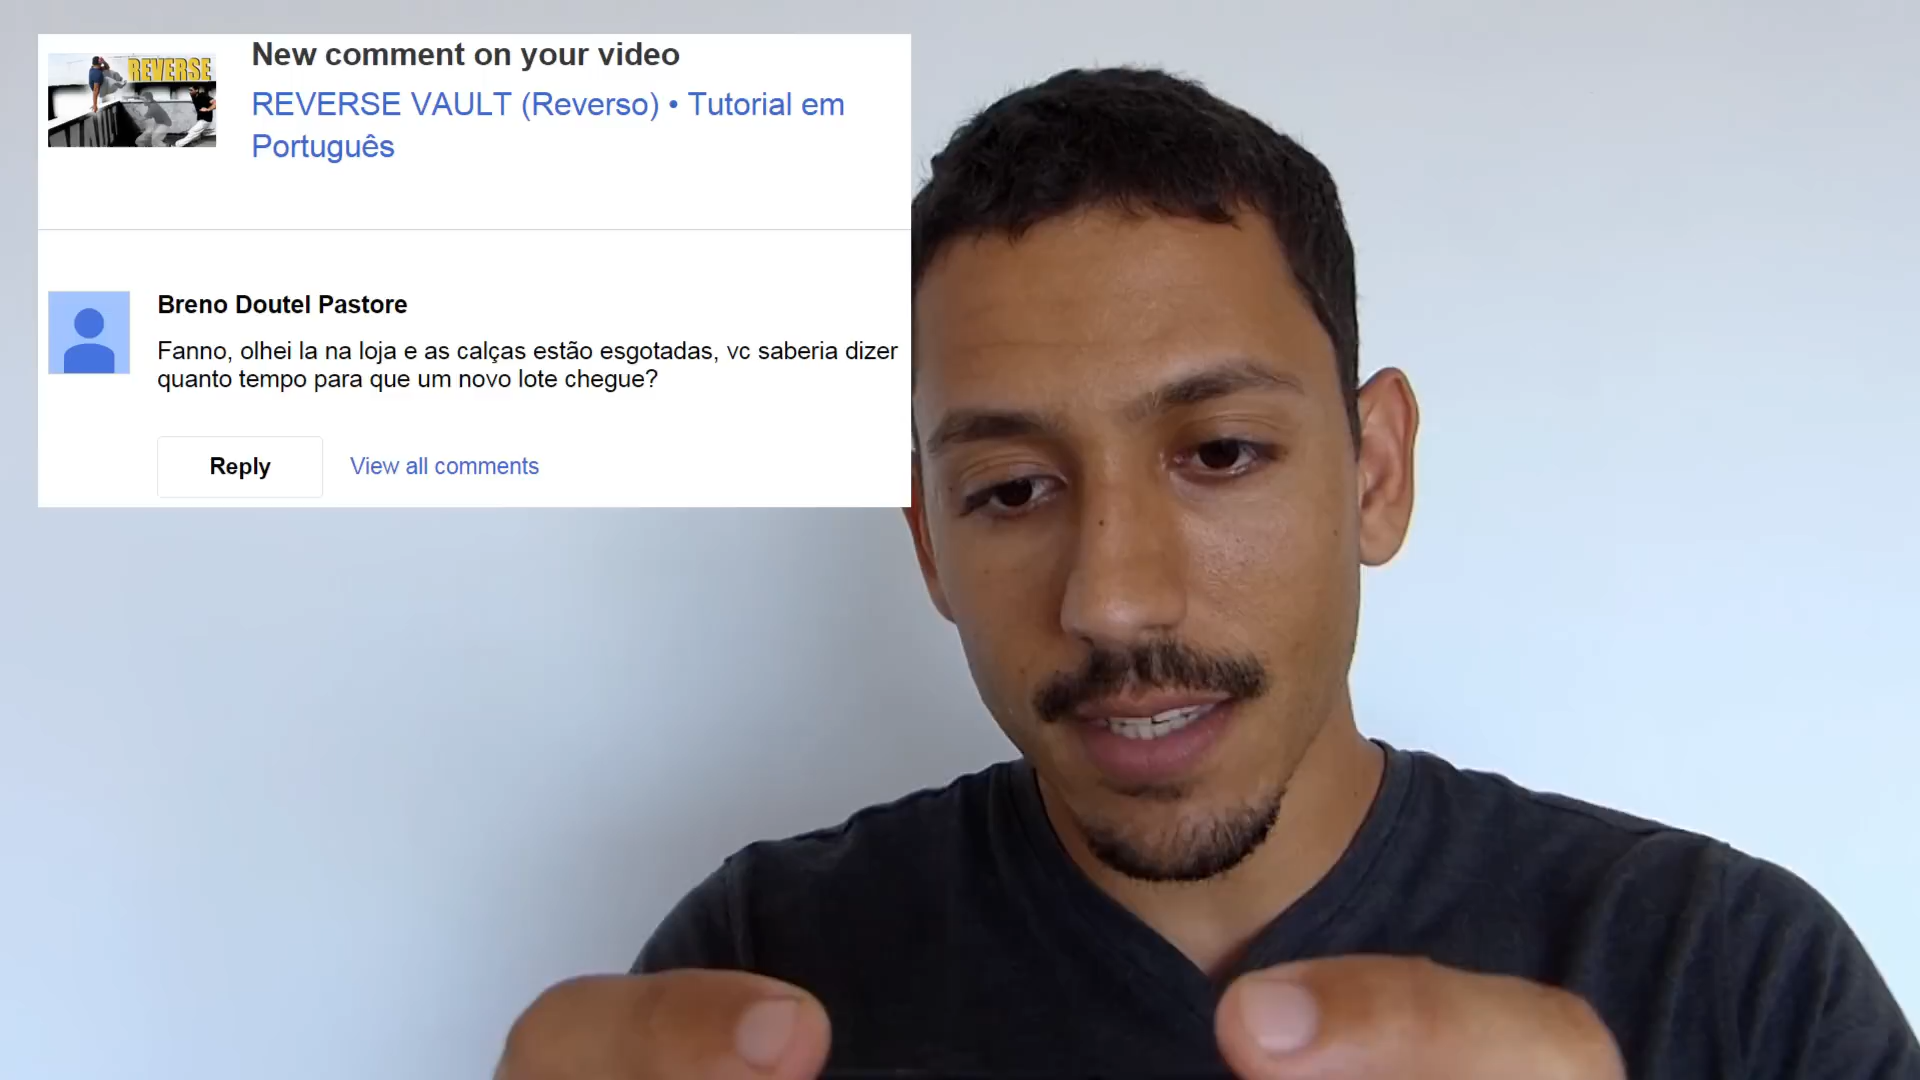 REVERSE
New comment on your video
REVERSE VAULT (Reverso) • Tutorial em
Português
Breno Doutel Pastore
Fanno, olhei la na loja e as calças estão esgotadas, vc saberia dizer
quanto tempo para que um novo lote chegue?
Reply
View all comments